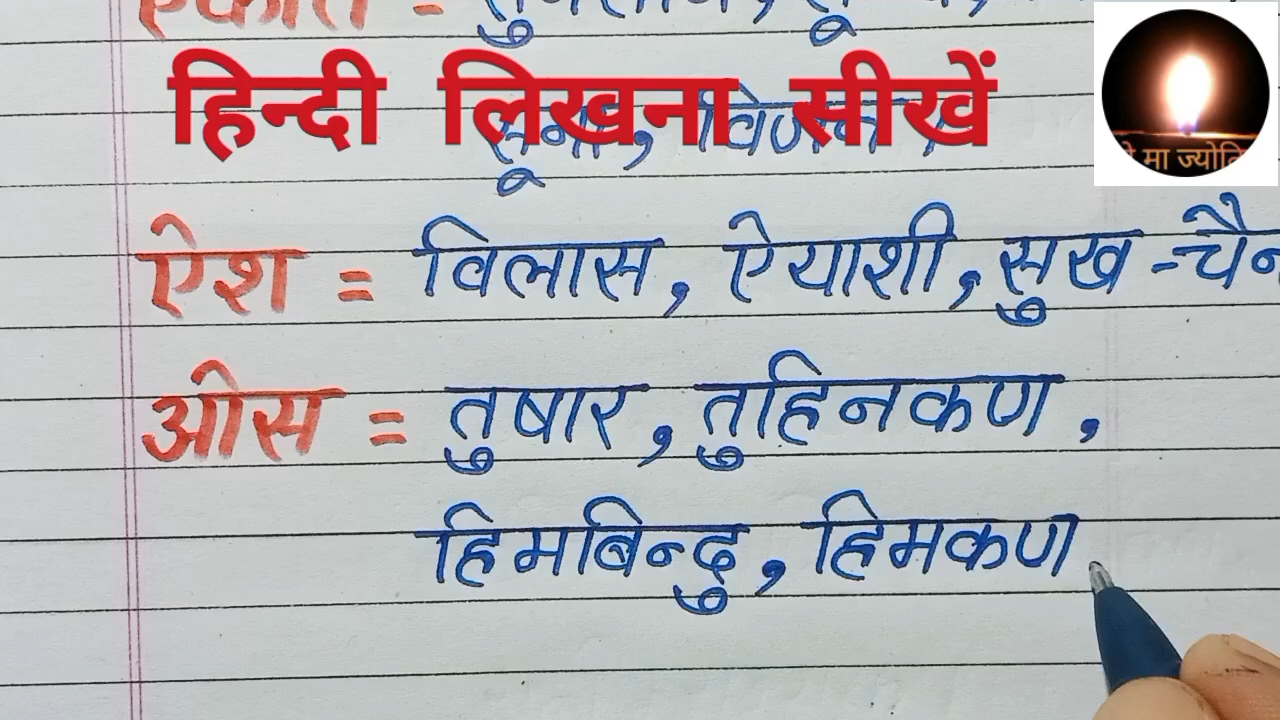 हिन्दी लिखना सीखें
मा ज्योति
ऐश = विलास, ऐयाशी, सुख-चैन
ओस = तुषार, तुहिनकण,
हिमबिन्दु, हिमकण